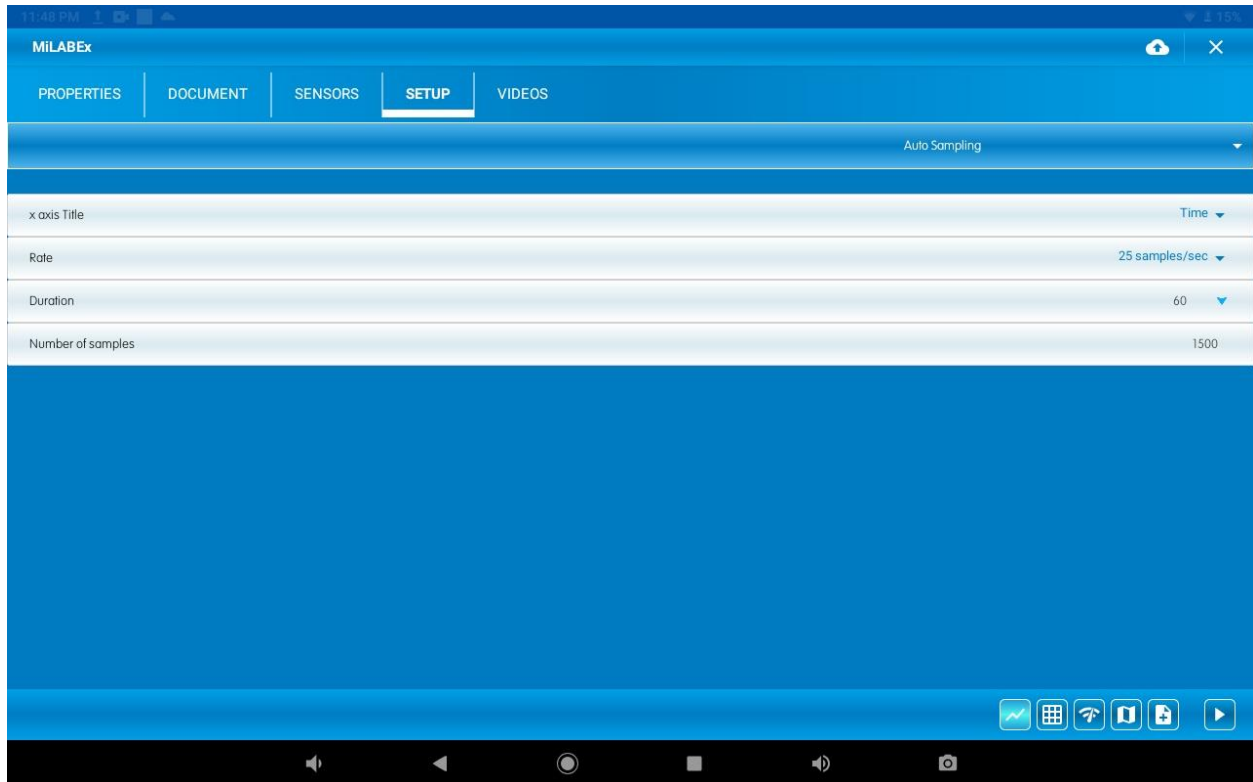 11:48 PM 15%
MiLABEx
PROPERTIES DOCUMENT SENSORS SETUP VIDEOS
Auto Sampling
x axis Title Time
Rate 25 samples/sec
Duration 60
Number of samples 1500